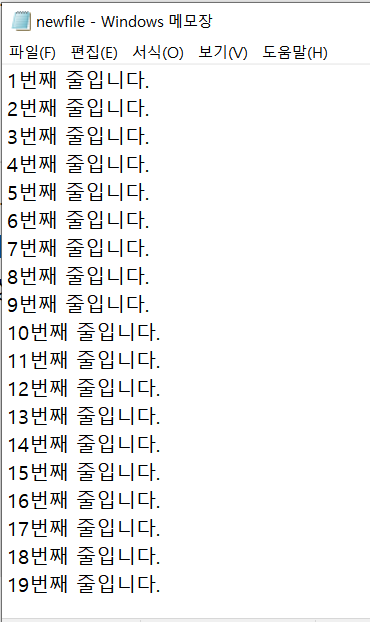 newfile - Windows 메모장
파일(F) 편집(E) 서식(O) 보기(V) 도움말(H)
1번째 줄입니다.
2번째 줄입니다.
3번째 줄입니다.
4번째 줄입니다.
5번째 줄입니다.
6번째 줄입니다.
7번째 줄입니다.
8번째 줄입니다.
9번째 줄입니다.
10번째 줄입니다.
11번째 줄입니다.
12번째 줄입니다.
13번째 줄입니다.
14번째 줄입니다.
15번째 줄입니다.
16번째 줄입니다.
17번째 줄입니다.
18번째 줄입니다.
19번째 줄입니다.